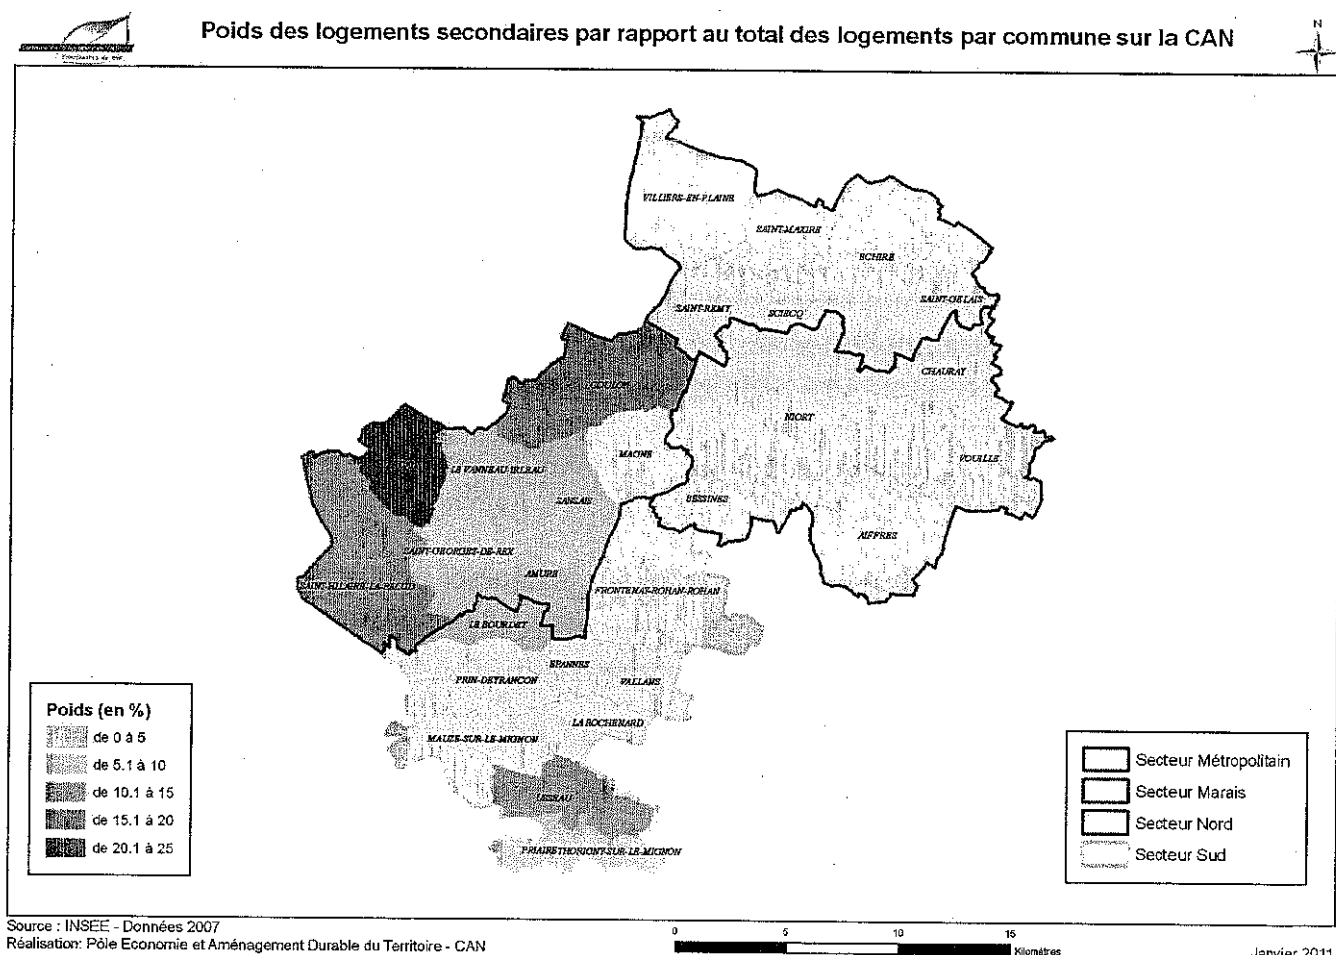 Poids des logements secondaires par rapport au total des logements par commune sur la CAN
N
VILLIERS-EN-PLAINE
SAINT-MAXIRE
ECHIRE
SAINT-GELAIS
SAINT-REMY
SCIECQ
CHAURAY
COULON
NIORT
MAGNE
VOUILLE
LE VANNEAU-IRLEAU
SANSAIS
BESSINES
AIFFRES
SAINT-GEORGES-DE-REX
AMURE
SAINT-HILAIRE-LA-PALUD
FRONTENAY-ROHAN-ROHAN
LE BOURDET
EPANNES
PRIN-DEYRANCON
VALLANS
LA ROCHENARD
MAUZE-SUR-LE-MIGNON
USSEAU
Poids (en %)
de 0 à 5
de 5.1 à 10
de 10.1 à 15
de 15.1 à 20
de 20.1 à 25
Secteur Métropolitain
Secteur Marais
Secteur Nord
Secteur Sud
Source : INSEE - Données 2007
Réalisation: Pôle Economie et Aménagement Durable du Territoire - CAN
0 5 10 15
Kilomètres
Janvier 2011